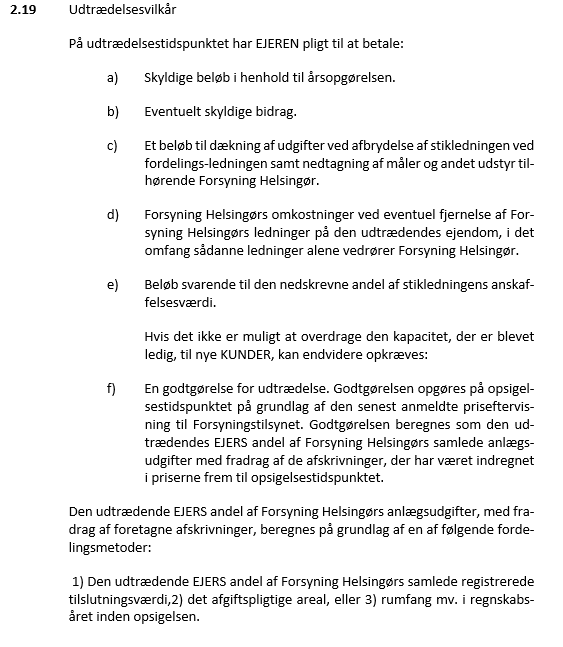 2.19 Udtrædelsesvilkår
På udtrædelsestidspunktet har EJEREN pligt til at betale:
a) Skyldige beløb i henhold til årsopgørelsen.
b) Eventuelt skyldige bidrag.
c) Et beløb til dækning af udgifter ved afbrydelse af stikledningen ved
fordelings-ledningen samt nedtagning af måler og andet udstyr til-
hørende Forsyning Helsingør.
d) Forsyning Helsingørs omkostninger ved eventuel fjernelse af For-
syning Helsingørs ledninger på den udtrædendes ejendom, i det
omfang sådanne ledninger alene vedrører Forsyning Helsingør.
e) Beløb svarende til den nedskrevne andel af stikledningens anskaf-
felsesværdi.
Hvis det ikke er muligt at overdrage den kapacitet, der er blevet
ledig, til nye KUNDER, kan endvidere opkræves:
f) En godtgørelse for udtrædelse. Godtgørelsen opgøres på opsigel-
sestidspunktet på grundlag af den senest anmeldte priseftervis-
ning til Forsyningstilsynet. Godtgørelsen beregnes som den ud-
trædendes EJERS andel af Forsyning Helsingørs samlede anlægs-
udgifter med fradrag af de afskrivninger, der har været indregnet
i priserne frem til opsigelsestidspunktet.
Den udtrædende EJERS andel af Forsyning Helsingørs anlægsudgifter, med fra-
drag af foretagne afskrivninger, beregnes på grundlag af en af følgende forde-
lingsmetoder:
1) Den udtrædende EJERS andel af Forsyning Helsingørs samlede registrerede
tilslutningsværdi,2) det afgiftspligtige areal, eller 3) rumfang mv. i regnskabs-
året inden opsigelsen.